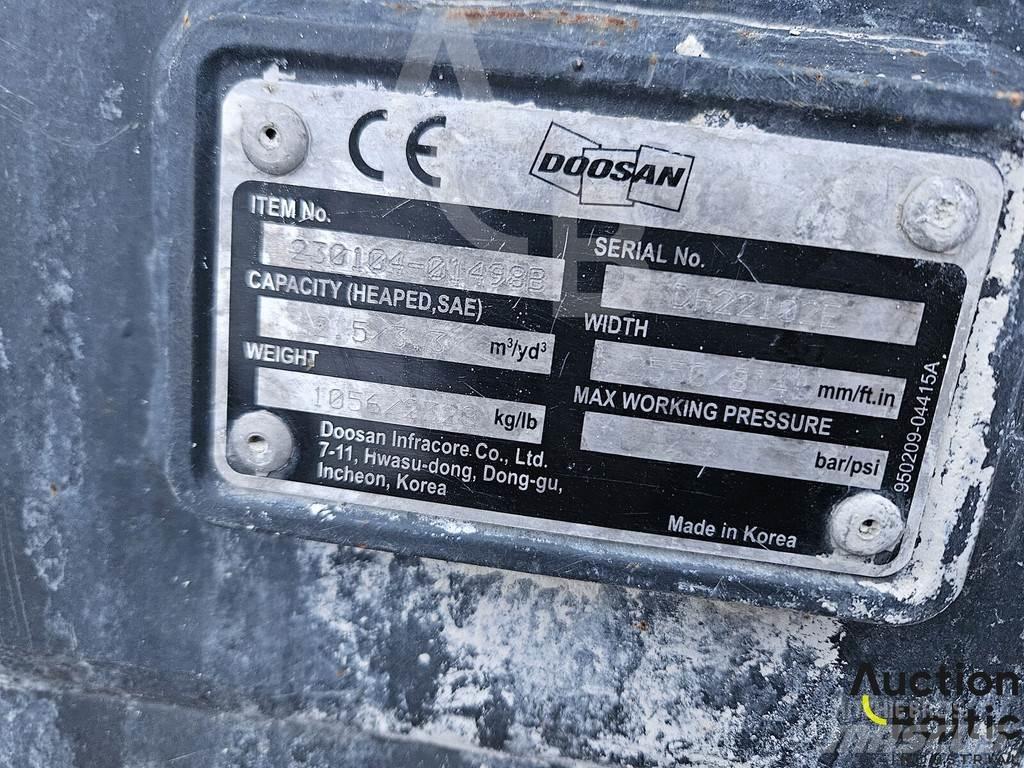 CE
DOOSAN
ITEM No.
230104-01498B
SERIAL No.
CAPACITY (HEAPED,SAE)
m³/yd³
WIDTH
mm/ft.in
WEIGHT
kg/lb
MAX WORKING PRESSURE
bar/psi
Doosan Infracore Co., Ltd.
7-11, Hwasu-dong, Dong-gu,
Incheon, Korea
Made in Korea
950209-04415A
Auction
Baltic
INDUSTRIAL